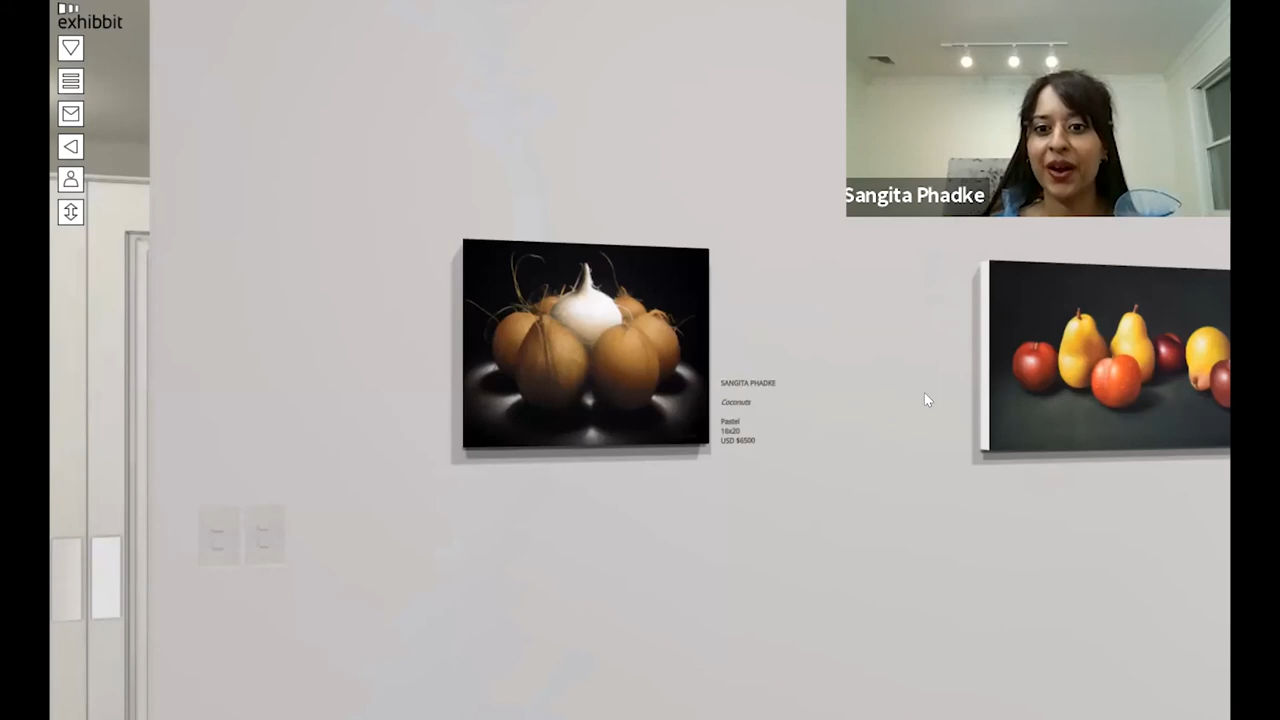 exhibbit
Sangita Phadke
SANGITA PHADKE
Coconuts
Pastel
16x20
USD $6500